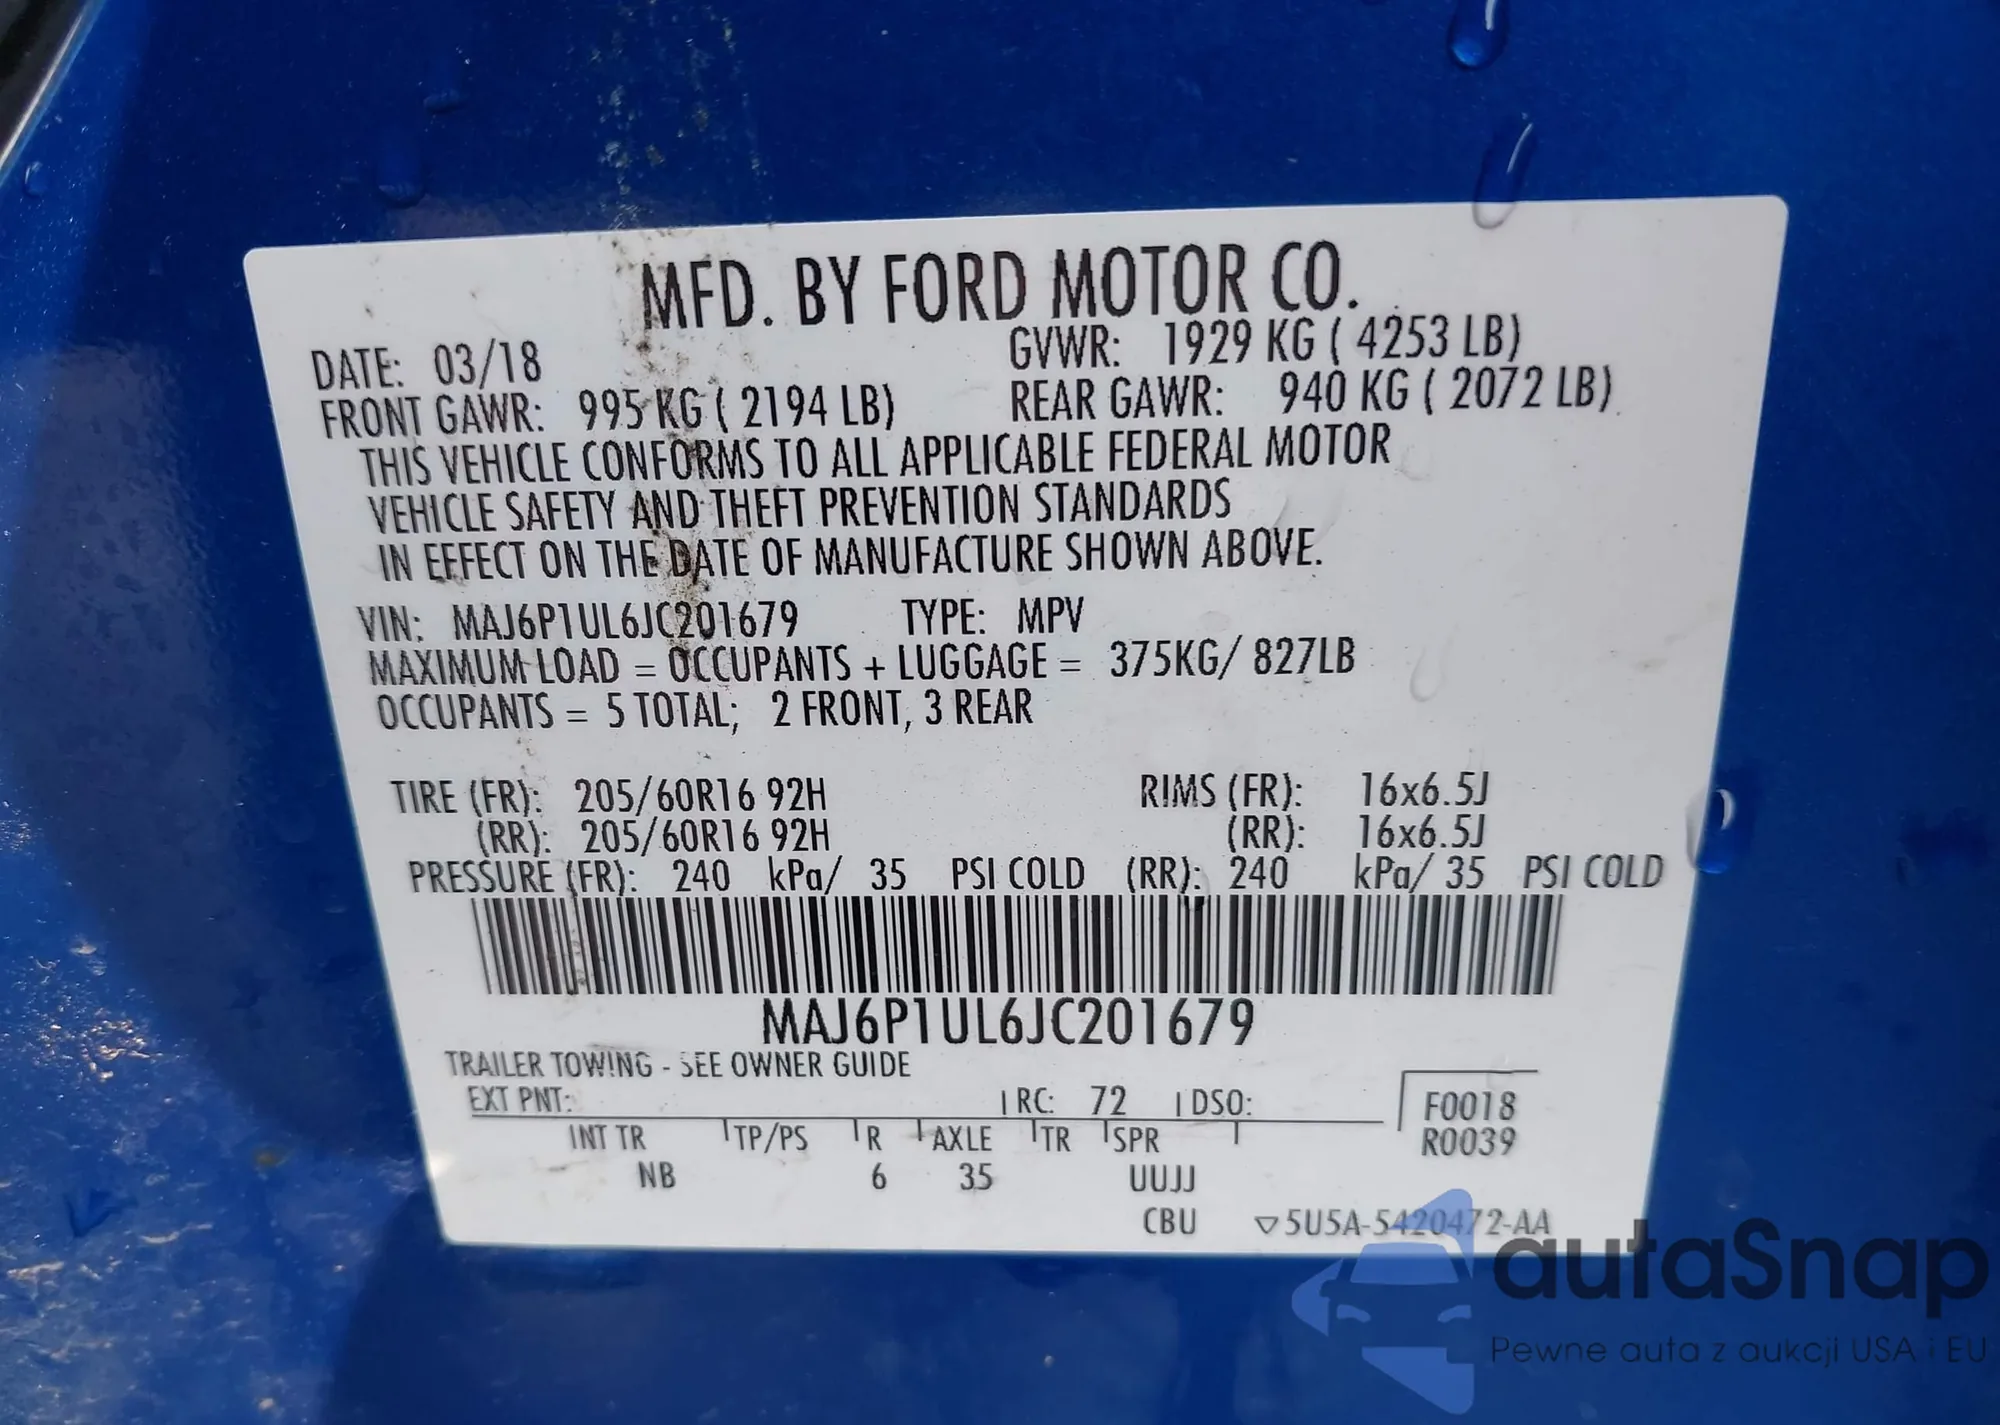 MFD. BY FORD MOTOR CO.
DATE: 03/18 GVWR: 1929 KG ( 4253 LB)
FRONT GAWR: 995 KG ( 2194 LB) REAR GAWR: 940 KG ( 2072 LB)
THIS VEHICLE CONFORMS TO ALL APPLICABLE FEDERAL MOTOR
VEHICLE SAFETY AND THEFT PREVENTION STANDARDS
IN EFFECT ON THE DATE OF MANUFACTURE SHOWN ABOVE.
VIN: MAJ6P1UL6JC201679 TYPE: MPV
MAXIMUM LOAD = OCCUPANTS + LUGGAGE = 375KG/ 827LB
OCCUPANTS = 5 TOTAL; 2 FRONT, 3 REAR
TIRE (FR): 205/60R16 92H RIMS (FR): 16x6.5J
(RR): 205/60R16 92H (RR): 16x6.5J
PRESSURE (FR): 240 kPa/ 35 PSI COLD (RR): 240 kPa/ 35 PSI COLD
MAJ6P1UL6JC201679
TRAILER TOWING - SEE OWNER GUIDE
EXT PNT: RC: 72 DSO: F0018
INT TR TP/PS R AXLE TR SPR R0039
NB 6 35 UUJJ
CBU ▽5U5A-5420472-AA
autaSnap
Pewne auta z aukcji USA i EU